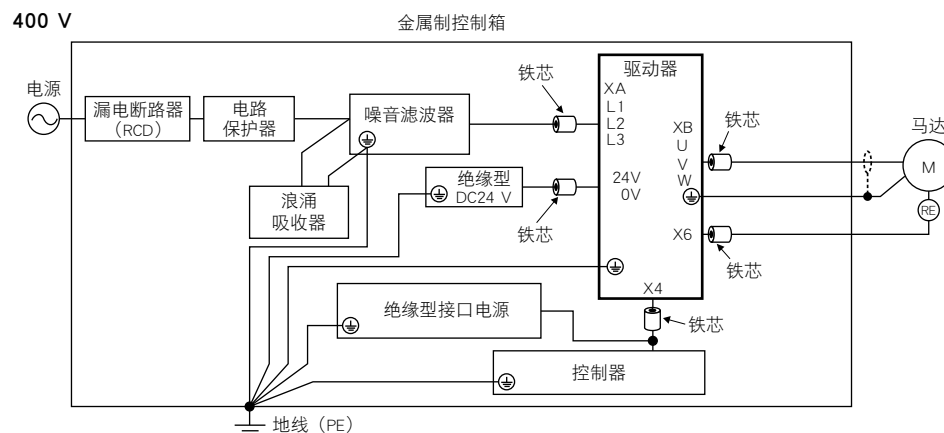 400 V
金属制控制箱
电源
漏电断路器
（RCD）
电路
保护器
噪音滤波器
浪涌
吸收器
铁芯
绝缘型
DC24 V
铁芯
驱动器
XA
L1
L2
L3
24V
0V
XB
U
V
W
X6
X4
铁芯
马达
M
RE
铁芯
铁芯
绝缘型接口电源
控制器
地线（PE）